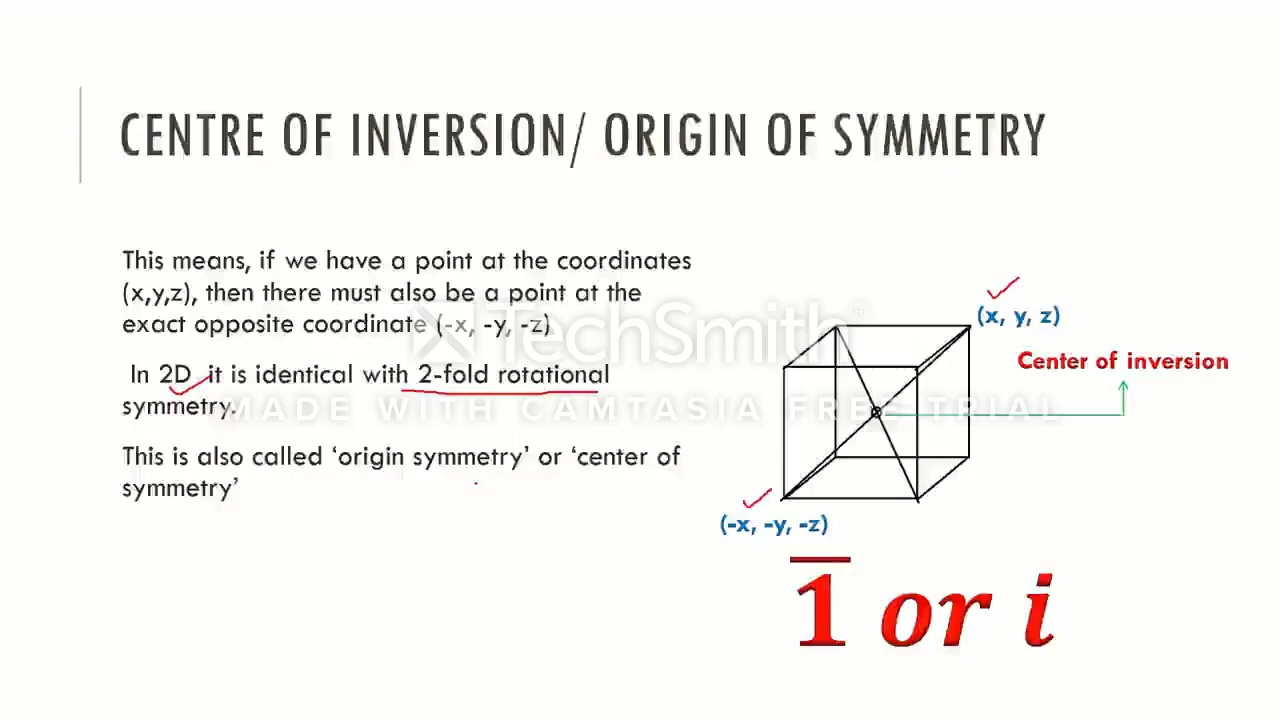 CENTRE OF INVERSION/ ORIGIN OF SYMMETRY
This means, if we have a point at the coordinates
(x,y,z), then there must also be a point at the
exact opposite coordinate (-x, -y, -z)
In 2D it is identical with 2-fold rotational
symmetry.
This is also called ‘origin symmetry’ or ‘center of
symmetry’
(x, y, z)
Center of inversion
(-x, -y, -z)
1̅ or i
TechSmith®
MADE WITH CAMTASIA FREE TRIAL